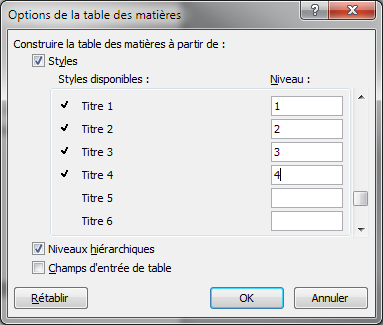 Options de la table des matières
Construire la table des matières à partir de :
Styles
Styles disponibles : Niveau :
Titre 1 1
Titre 2 2
Titre 3 3
Titre 4 4
Titre 5
Titre 6
Niveaux hiérarchiques
Champs d'entrée de table
Rétablir OK Annuler